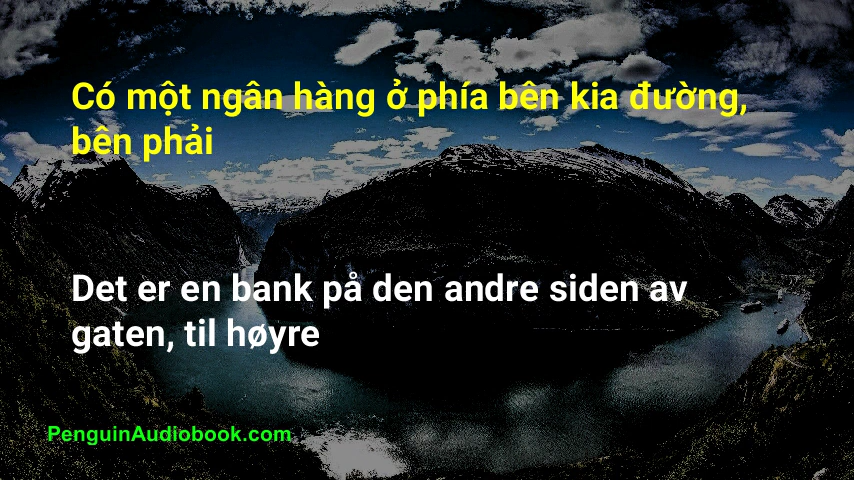 Có một ngân hàng ở phía bên kia đường,
bên phải
Det er en bank på den andre siden av
gaten, til høyre
PenguinAudiobook.com